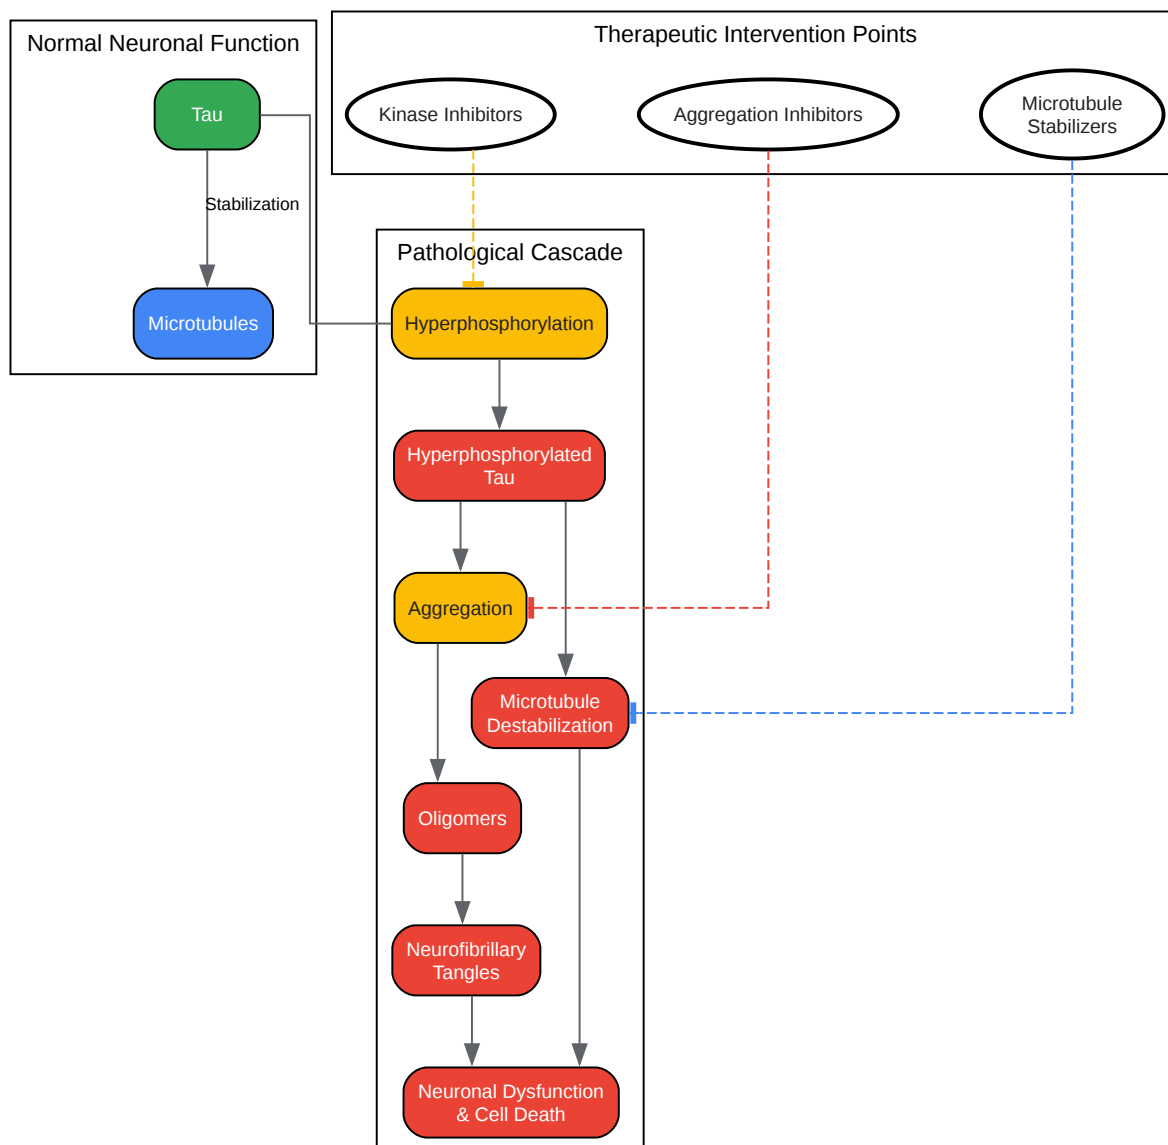 Normal Neuronal Function
Tau
Stabilization
Microtubules
Therapeutic Intervention Points
Kinase Inhibitors
Aggregation Inhibitors
Microtubule
Stabilizers
Pathological Cascade
Hyperphosphorylation
Hyperphosphorylated
Tau
Aggregation
Microtubule
Destabilization
Oligomers
Neurofibrillary
Tangles
Neuronal Dysfunction
& Cell Death